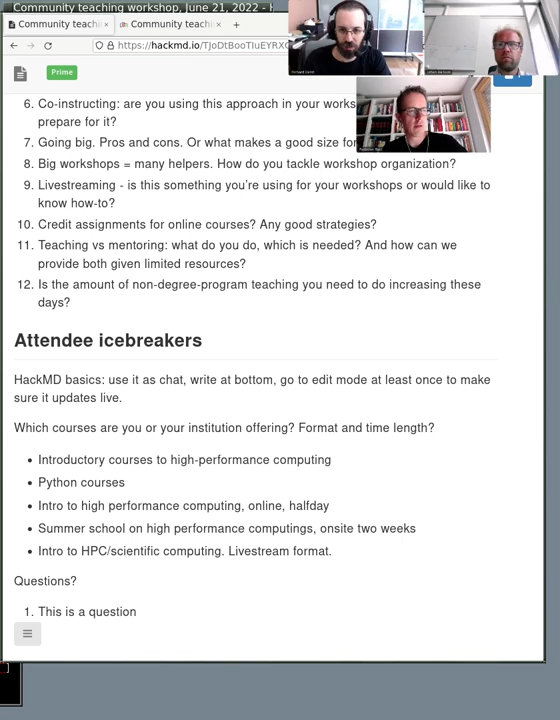 Community teaching workshop, June 21, 2022 -
Community teachi
Community teachi
https://hackmd.io/TJoDtBooTIuEYRX
Prime
6. Co-instructing: are you using this approach in your works
prepare for it?
7. Going big. Pros and cons. Or what makes a good size for
8. Big workshops = many helpers. How do you tackle workshop organization?
9. Livestreaming - is this something you're using for your workshops or would like to
know how-to?
10. Credit assignments for online courses? Any good strategies?
11. Teaching vs mentoring: what do you do, which is needed? And how can we
provide both given limited resources?
12. Is the amount of non-degree-program teaching you need to do increasing these
days?
Attendee icebreakers
HackMD basics: use it as chat, write at bottom, go to edit mode at least once to make
sure it updates live.
Which courses are you or your institution offering? Format and time length?
• Introductory courses to high-performance computing
• Python courses
• Intro to high performance computing, online, halfday
• Summer school on high performance computings, onsite two weeks
• Intro to HPC/scientific computing. Livestream format.
Questions?
1. This is a question